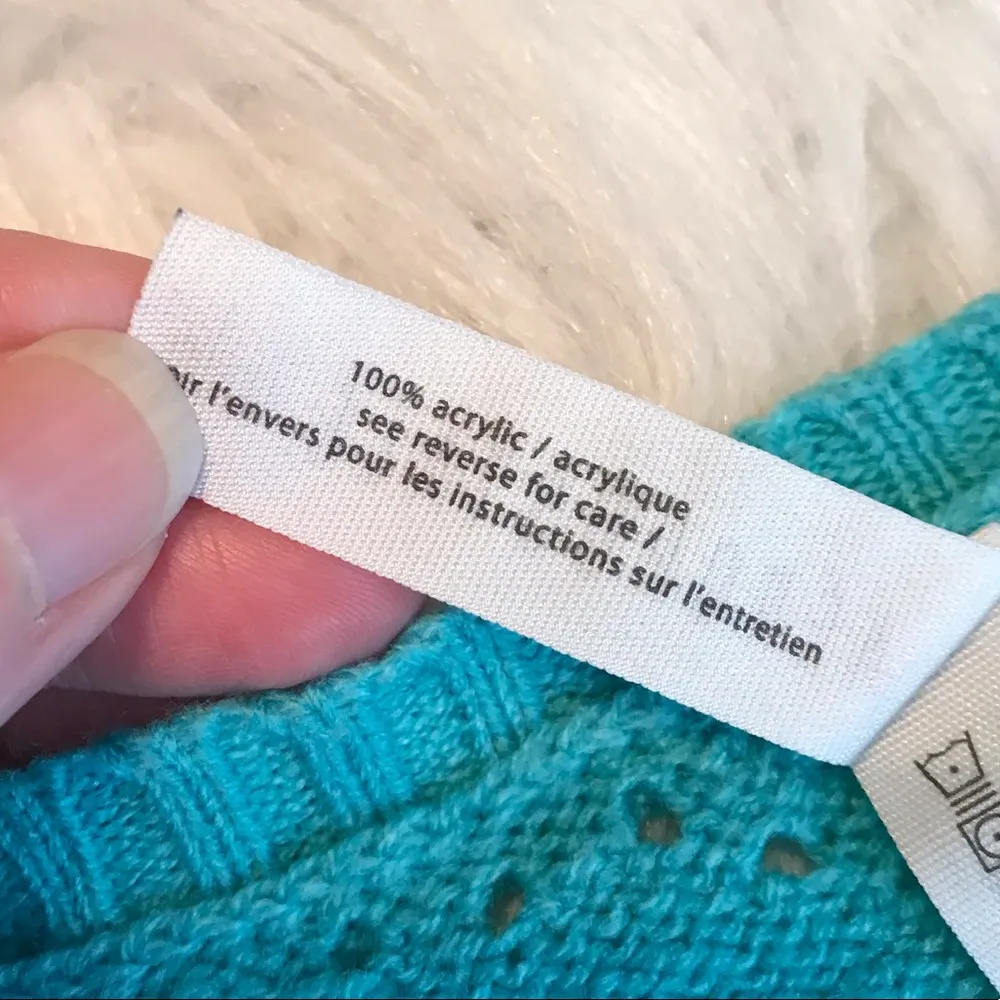 100% acrylic / acrylique
see reverse for care /
l'envers pour les instructions sur l'entretien